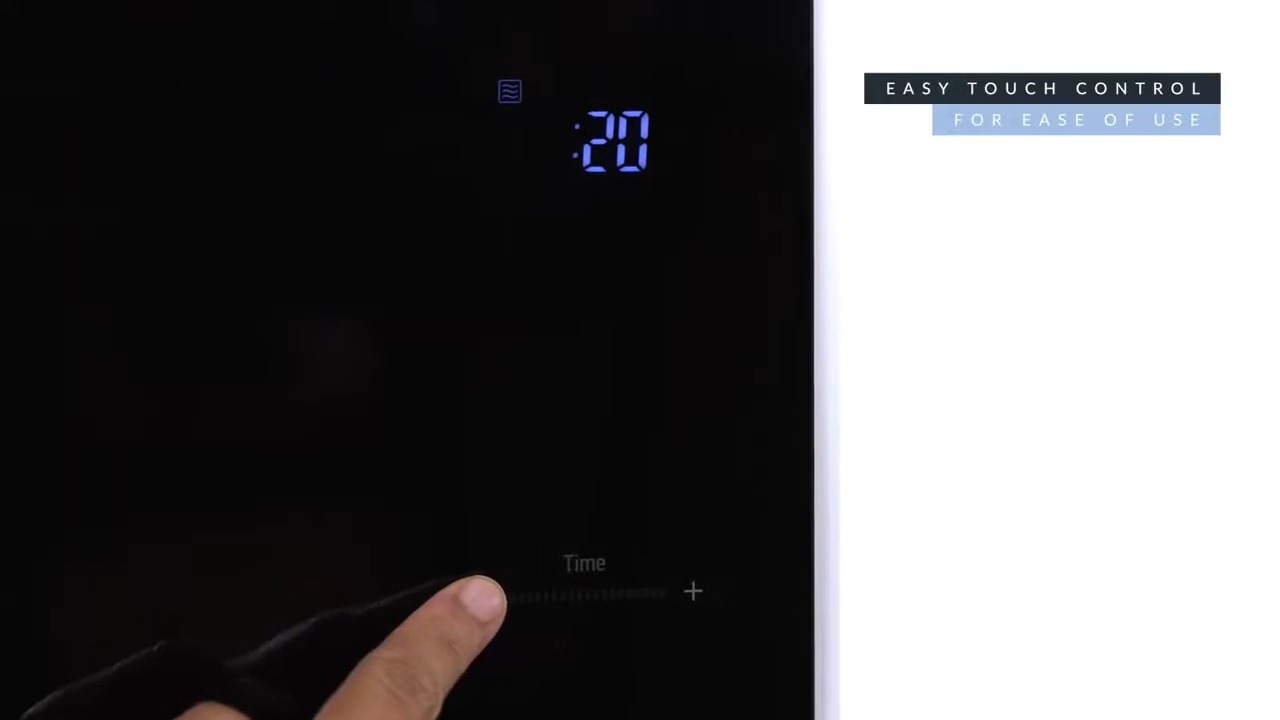 EASY TOUCH CONTROL
FOR EASE OF USE
:20
Time
+